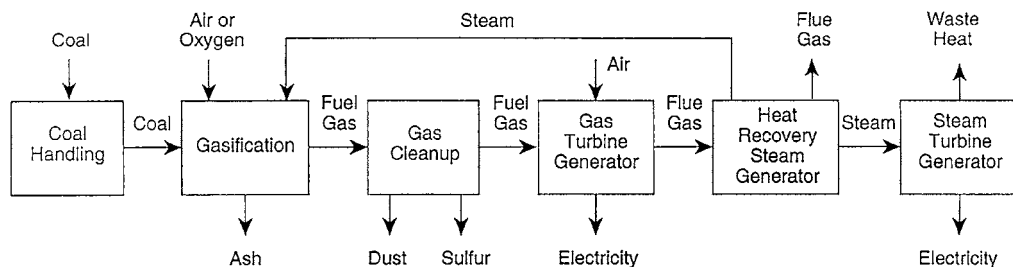 Coal
Air or
Oxygen
Steam
Air
Flue
Gas
Waste
Heat
Coal
Handling
Coal
Gasification
Fuel
Gas
Gas
Cleanup
Fuel
Gas
Gas
Turbine
Generator
Flue
Gas
Heat
Recovery
Steam
Generator
Steam
Steam
Turbine
Generator
Ash
Dust
Sulfur
Electricity
Electricity